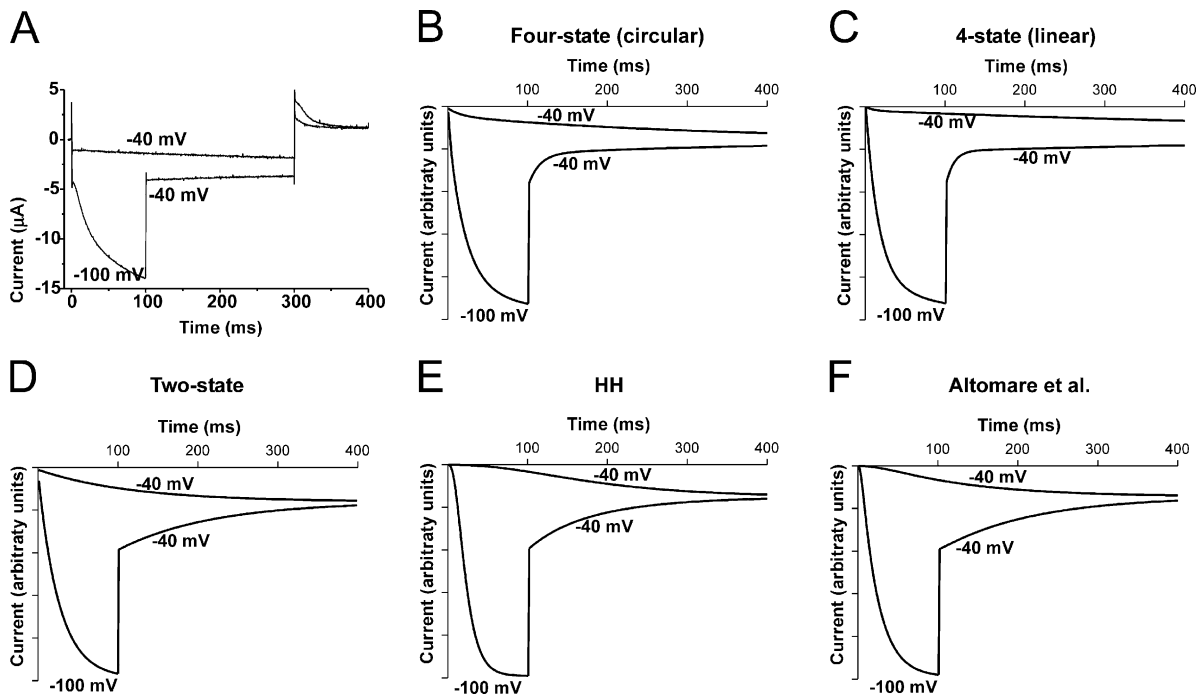 A
5
0
-5
-10
-15
Current (μA)
-40 mV
-40 mV
-100 mV
0 100 200 300 400
Time (ms)
B
Four-state (circular)
Time (ms)
100 200 300 400
Current (arbitraty units)
-40 mV
-40 mV
-100 mV
C
4-state (linear)
Time (ms)
100 200 300 400
Current (arbitraty units)
-40 mV
-40 mV
-100 mV
D
Two-state
Time (ms)
100 200 300 400
Current (arbitraty units)
-40 mV
-40 mV
-100 mV
E
HH
Time (ms)
100 200 300 400
Current (arbitraty units)
-40 mV
-40 mV
-100 mV
F
Altomare et al.
Time (ms)
100 200 300 400
Current (arbitraty units)
-40 mV
-40 mV
-100 mV